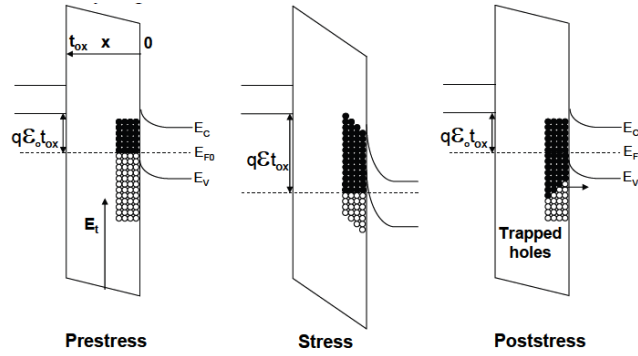 t_ox x 0
qℰ_o t_ox
E_C
E_F0
E_V
E_t
Prestress
qℰt_ox
Stress
qℰ_o t_ox
E_C
E_F
E_V
Trapped
holes
Poststress